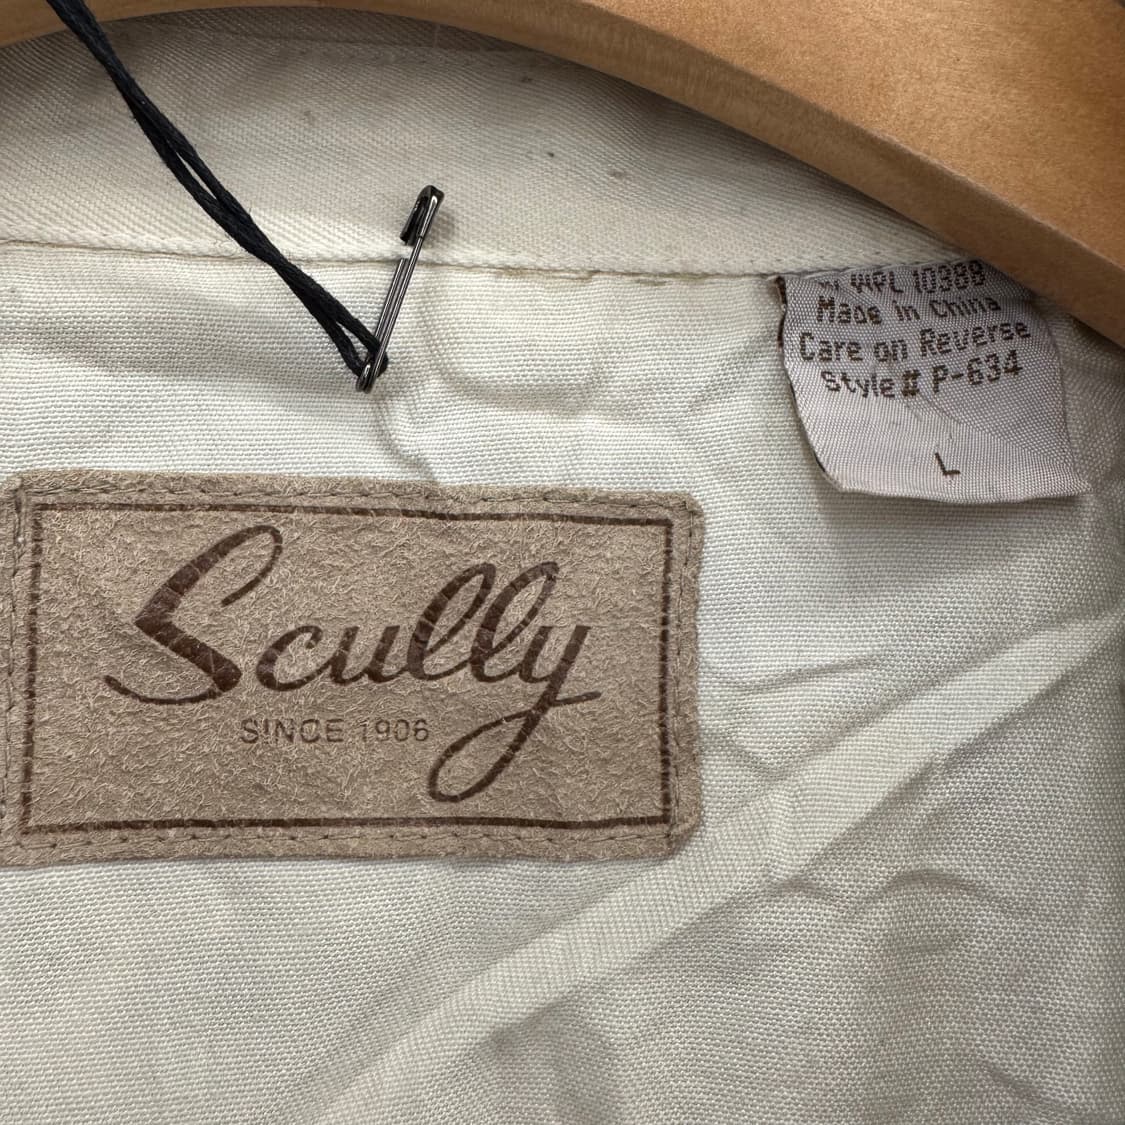 WPL 10388
Made in China
Care on Reverse
Style# P-634
L
Scully
SINCE 1906